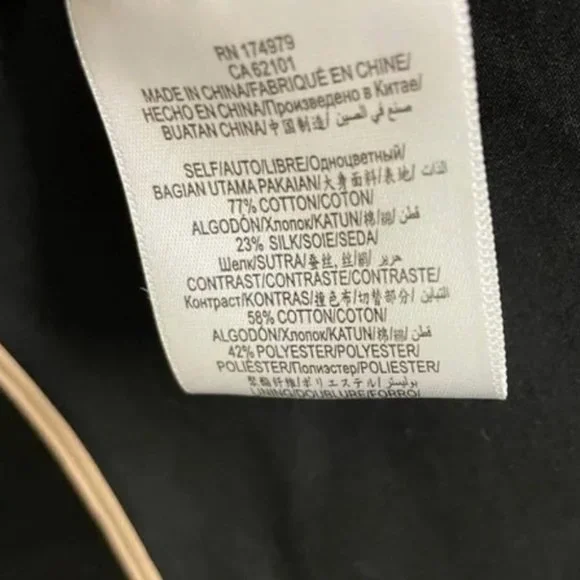 RN 174979
CA 62101
MADE IN CHINA/FABRIQUÉ EN CHINE/
HECHO EN CHINA/Произведено в Китае/
BUATAN CHINA/中国制造/ صنع في الصين
SELF/AUTO/LIBRE/Одноцветный/
BAGIAN UTAMA PAKAIAN/大身面料/表地/ الذات
77% COTTON/COTON/
ALGODÓN/Хлопок/KATUN/棉/綿/ قطن
23% SILK/SOIE/SEDA/
Шелк/SUTRA/蚕丝, 丝/絹/ حرير
CONTRAST/CONTRASTE/CONTRASTE/
Контраст/KONTRAS/撞色布/切替部分/ التباين
58% COTTON/COTON/
ALGODÓN/Хлопок/KATUN/棉/綿/ قطن
42% POLYESTER/POLYESTER/
POLIÉSTER/Полиэстер/POLIESTER/
聚酯纤维/ポリエステル/ بوليستر
LINING/DOUBLURE/FORRO/